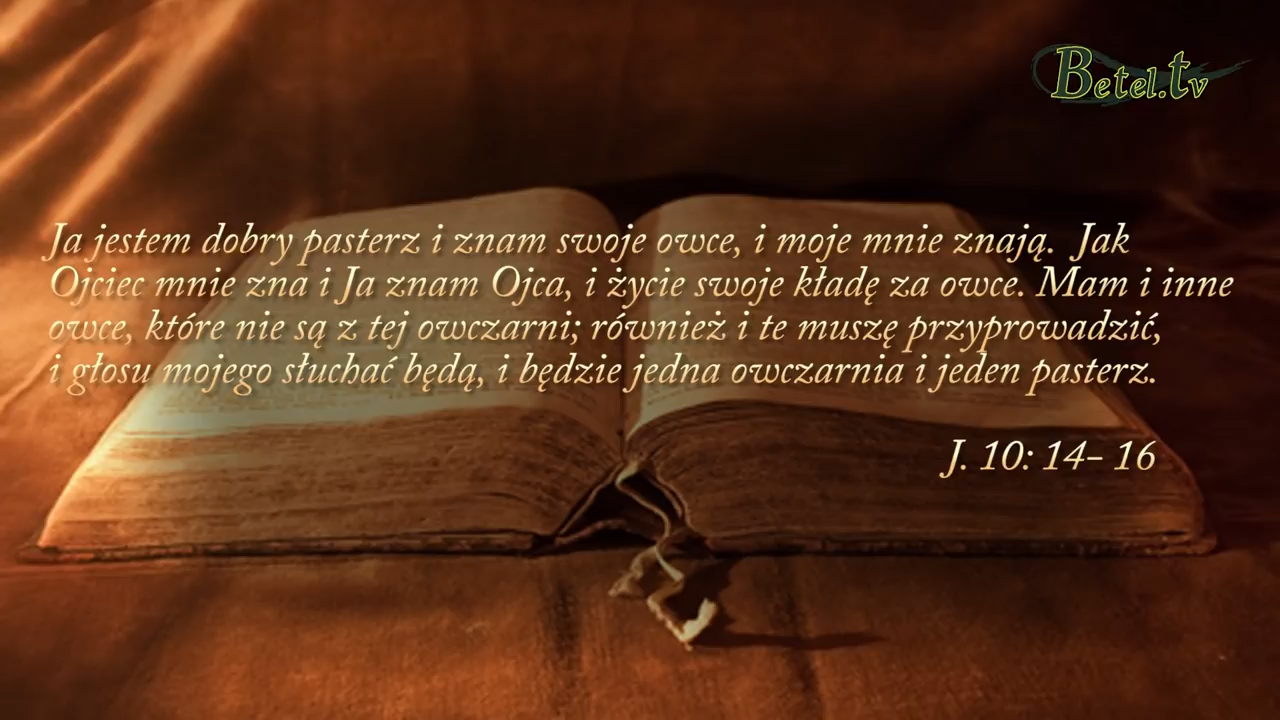 Betel.tv
Ja jestem dobry pasterz i znam swoje owce, i moje mnie znają. Jak
Ojciec mnie zna i Ja znam Ojca, i życie swoje kładę za owce. Mam i inne
owce, które nie są z tej owczarni; również i te muszę przyprowadzić,
i głosu mojego słuchać będą, i będzie jedna owczarnia i jeden pasterz.
J. 10: 14– 16